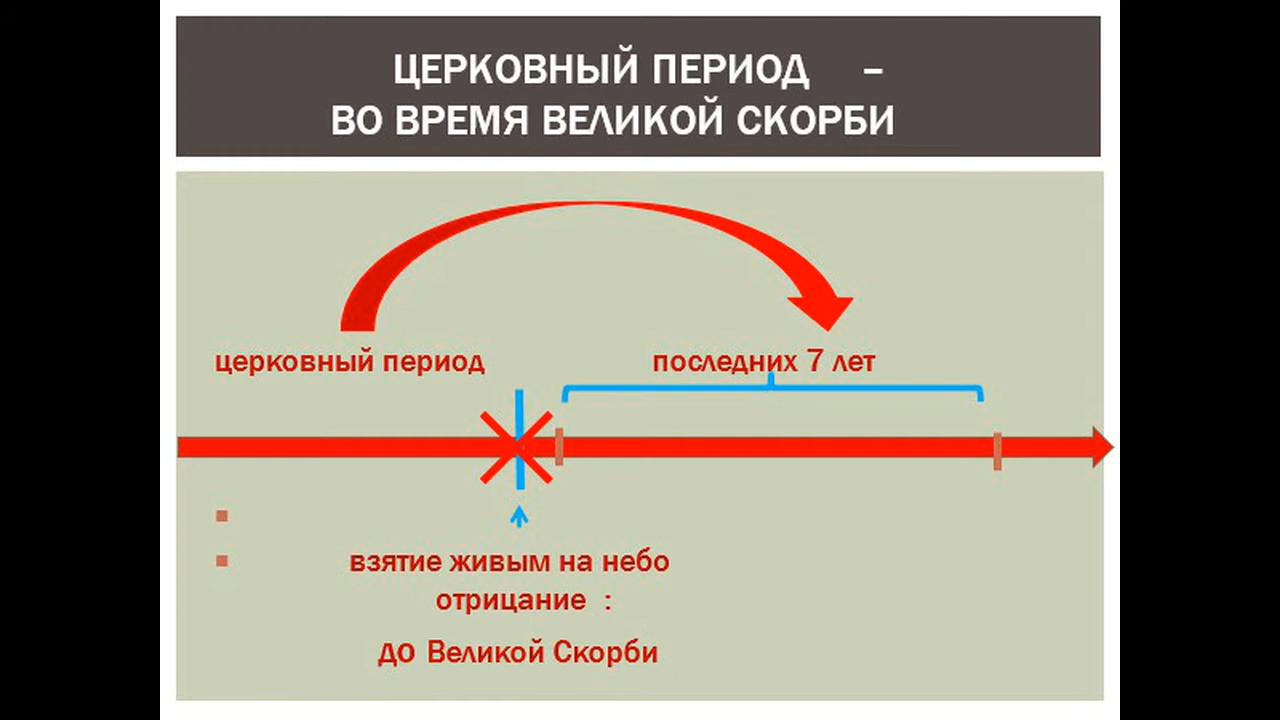 ЦЕРКОВНЫЙ ПЕРИОД –
ВО ВРЕМЯ ВЕЛИКОЙ СКОРБИ
церковный период
последних 7 лет
взятие живым на небо
отрицание :
до Великой Скорби